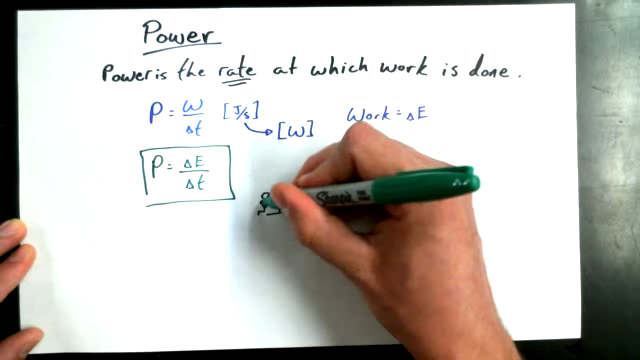 Power
Power is the rate at which work is done.
P = W/Δt [J/s] Work = ΔE
[W]
P = ΔE/Δt
Sharpie